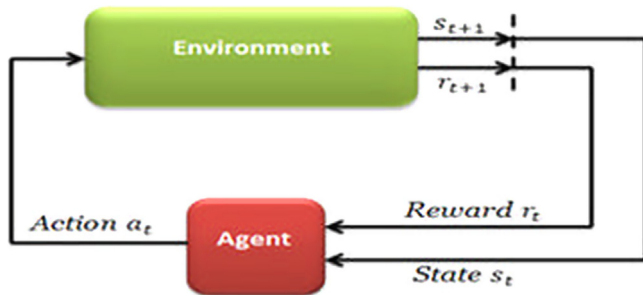 Environment
s_{t+1}
r_{t+1}
Action a_t
Agent
Reward r_t
State s_t